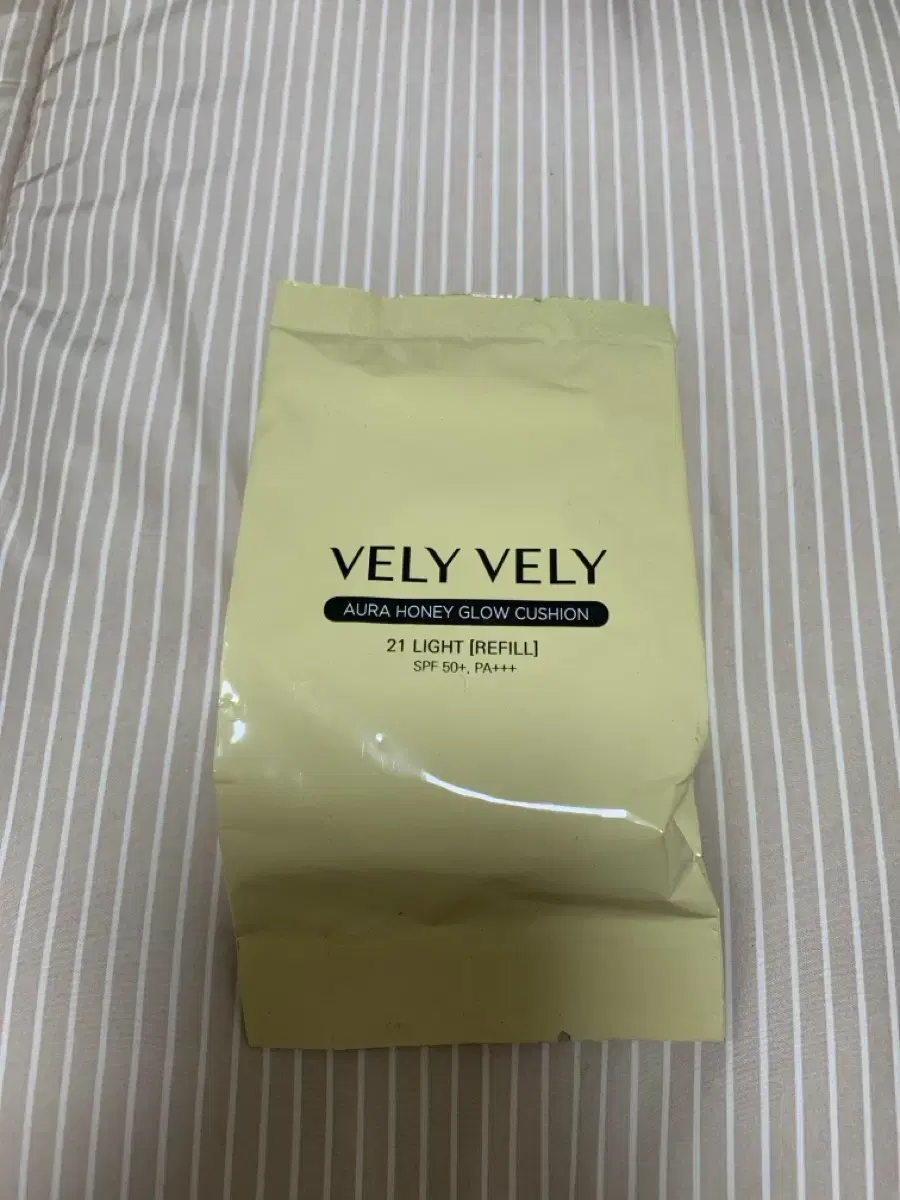 VELY VELY
AURA HONEY GLOW CUSHION
21 LIGHT [REFILL]
SPF 50+, PA+++